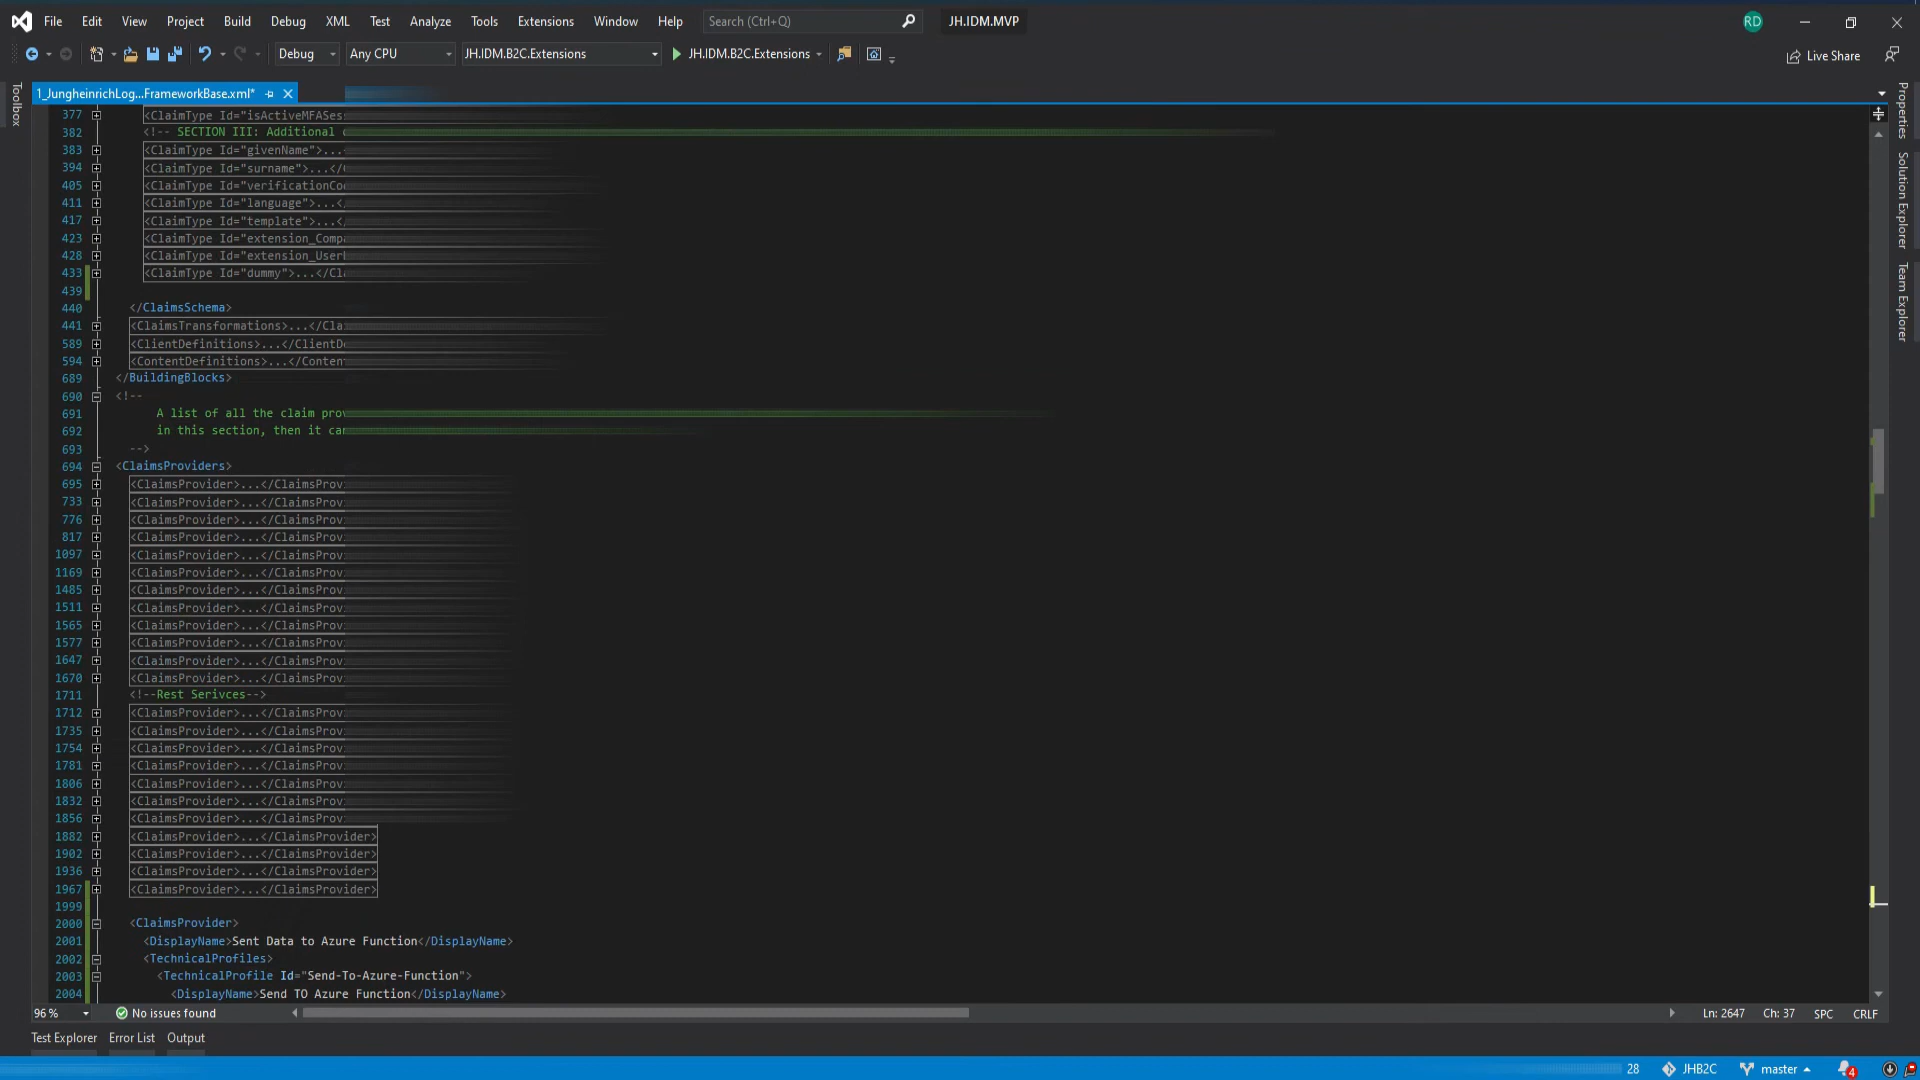 File Edit View Project Build Debug XML Test Analyze Tools Extensions Window Help Search (Ctrl+Q) JH.IDM.MVP RD
Debug Any CPU JH.IDM.B2C.Extensions JH.IDM.B2C.Extensions Live Share
Toolbox
1_JungheinrichLog...FrameworkBase.xml*
Properties
Solution Explorer
Team Explorer
377 <ClaimType Id="isActiveMFASes
382 <!-- SECTION III: Additional
383 <ClaimType Id="givenName">...
394 <ClaimType Id="surname">...</
405 <ClaimType Id="verificationCo
411 <ClaimType Id="language">...<
417 <ClaimType Id="template">...<
423 <ClaimType Id="extension_Comp
428 <ClaimType Id="extension_User
433 <ClaimType Id="dummy">...</Cl
439
440 </ClaimsSchema>
441 <ClaimsTransformations>...</Cla
589 <ClientDefinitions>...</ClientD
594 <ContentDefinitions>...</Conten
689 </BuildingBlocks>
690 <!--
691 A list of all the claim pro
692 in this section, then it ca
693 -->
694 <ClaimsProviders>
695 <ClaimsProvider>...</ClaimsProv
733 <ClaimsProvider>...</ClaimsProv
776 <ClaimsProvider>...</ClaimsProv
817 <ClaimsProvider>...</ClaimsProv
1097 <ClaimsProvider>...</ClaimsProv
1169 <ClaimsProvider>...</ClaimsProv
1485 <ClaimsProvider>...</ClaimsProv
1511 <ClaimsProvider>...</ClaimsProv
1565 <ClaimsProvider>...</ClaimsProv
1577 <ClaimsProvider>...</ClaimsProv
1647 <ClaimsProvider>...</ClaimsProv
1670 <ClaimsProvider>...</ClaimsProv
1711 <!--Rest Serivces-->
1712 <ClaimsProvider>...</ClaimsProv
1735 <ClaimsProvider>...</ClaimsProv
1754 <ClaimsProvider>...</ClaimsProv
1781 <ClaimsProvider>...</ClaimsProv
1806 <ClaimsProvider>...</ClaimsProv
1832 <ClaimsProvider>...</ClaimsProv
1856 <ClaimsProvider>...</ClaimsProv
1882 <ClaimsProvider>...</ClaimsProvider>
1902 <ClaimsProvider>...</ClaimsProvider>
1936 <ClaimsProvider>...</ClaimsProvider>
1967 <ClaimsProvider>...</ClaimsProvider>
1999
2000 <ClaimsProvider>
2001 <DisplayName>Sent Data to Azure Function</DisplayName>
2002 <TechnicalProfiles>
2003 <TechnicalProfile Id="Send-To-Azure-Function">
2004 <DisplayName>Send TO Azure Function</DisplayName>
96 % No issues found Ln: 2647 Ch: 37 SPC CRLF
Test Explorer Error List Output
28 JHB2C master 4